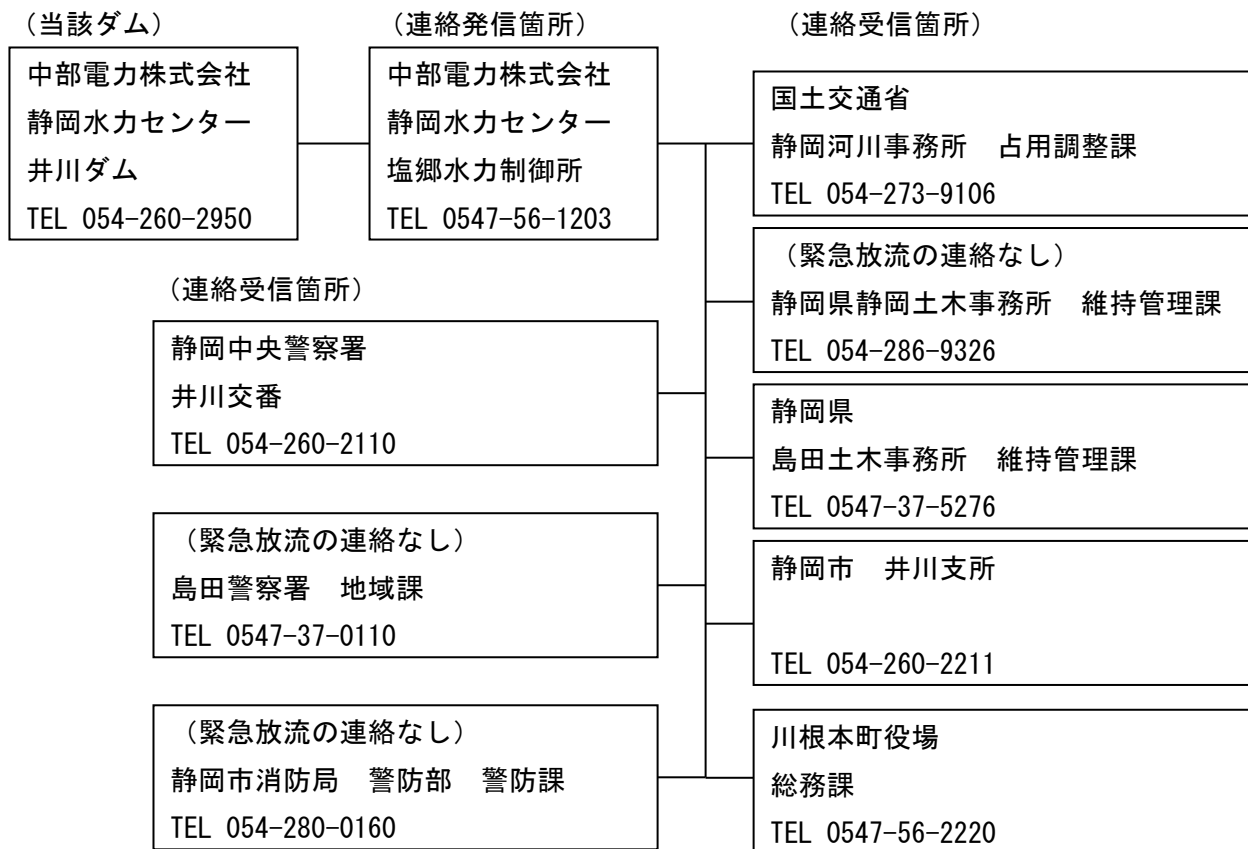 （当該ダム）
中部電力株式会社
静岡水力センター
井川ダム
TEL 054-260-2950
（連絡発信箇所）
中部電力株式会社
静岡水力センター
塩郷水力制御所
TEL 0547-56-1203
（連絡受信箇所）
国土交通省
静岡河川事務所　占用調整課
TEL 054-273-9106
（緊急放流の連絡なし）
静岡県静岡土木事務所　維持管理課
TEL 054-286-9326
静岡県
島田土木事務所　維持管理課
TEL 0547-37-5276
静岡市　井川支所
TEL 054-260-2211
川根本町役場
総務課
TEL 0547-56-2220
（連絡受信箇所）
静岡中央警察署
井川交番
TEL 054-260-2110
（緊急放流の連絡なし）
島田警察署　地域課
TEL 0547-37-0110
（緊急放流の連絡なし）
静岡市消防局　警防部　警防課
TEL 054-280-0160